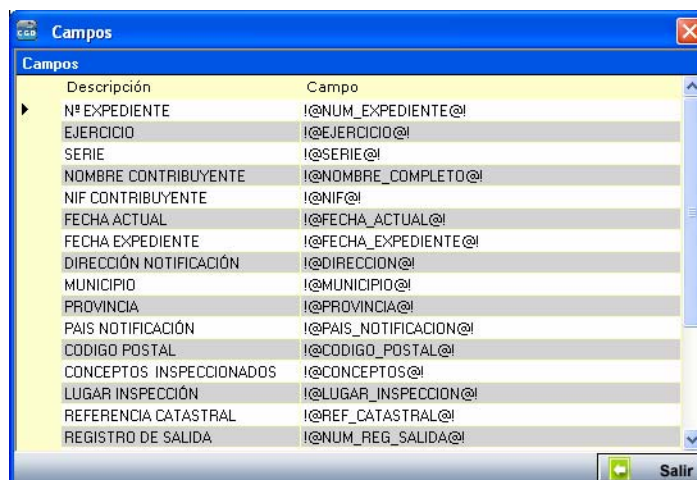 CGD Campos
Campos
Descripción Campo
Nº EXPEDIENTE !@NUM_EXPEDIENTE@!
EJERCICIO !@EJERCICIO@!
SERIE !@SERIE@!
NOMBRE CONTRIBUYENTE !@NOMBRE_COMPLETO@!
NIF CONTRIBUYENTE !@NIF@!
FECHA ACTUAL !@FECHA_ACTUAL@!
FECHA EXPEDIENTE !@FECHA_EXPEDIENTE@!
DIRECCIÓN NOTIFICACIÓN !@DIRECCION@!
MUNICIPIO !@MUNICIPIO@!
PROVINCIA !@PROVINCIA@!
PAIS NOTIFICACIÓN !@PAIS_NOTIFICACION@!
CODIGO POSTAL !@CODIGO_POSTAL@!
CONCEPTOS INSPECCIONADOS !@CONCEPTOS@!
LUGAR INSPECCIÓN !@LUGAR_INSPECCION@!
REFERENCIA CATASTRAL !@REF_CATASTRAL@!
REGISTRO DE SALIDA !@NUM_REG_SALIDA@!
Salir